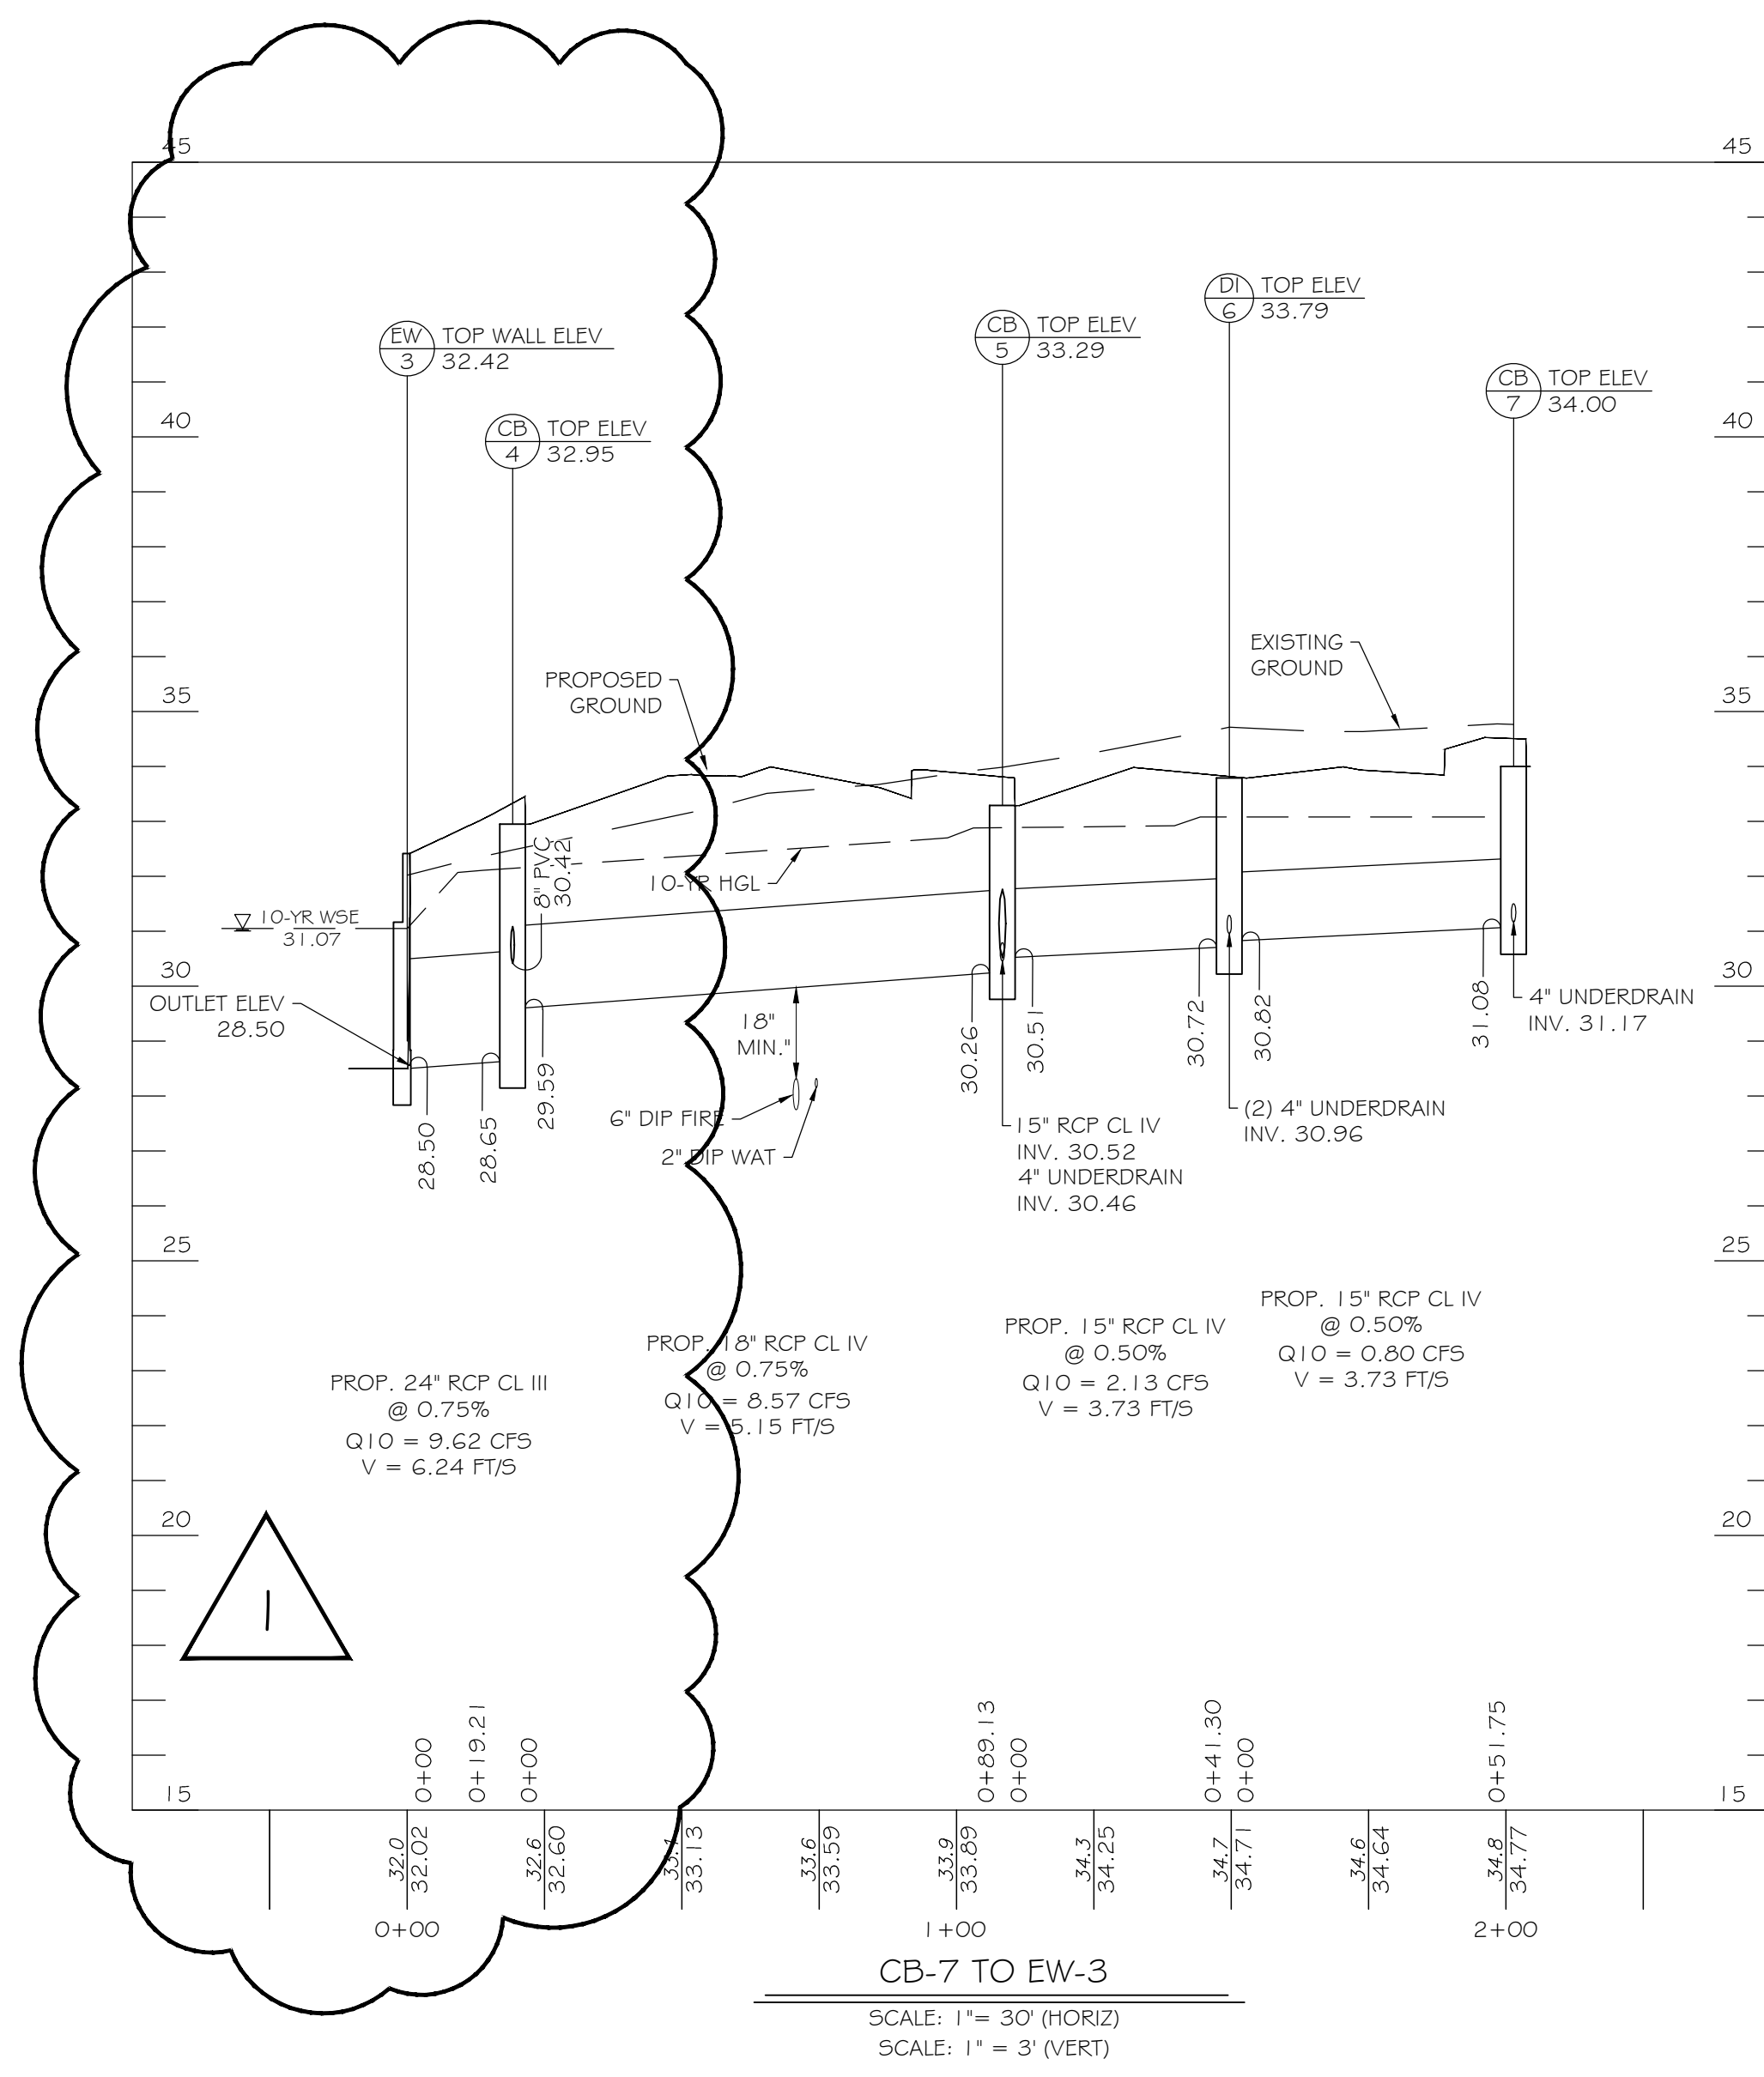 45
45
DI TOP ELEV
6 33.79
CB TOP ELEV
5 33.29
EW TOP WALL ELEV
3 32.42
CB TOP ELEV
7 34.00
CB TOP ELEV
4 32.95
40
40
EXISTING
GROUND
PROPOSED
GROUND
35
35
8" PVC
30.42
10-YR HGL
10-YR WSE
31.07
30
30
OUTLET ELEV
28.50
18"
MIN."
4" UNDERDRAIN
INV. 31.17
28.50
28.65
29.59
30.26
30.51
30.72
30.82
31.08
6" DIP FIRE
2" DIP WAT
(2) 4" UNDERDRAIN
INV. 30.96
15" RCP CL IV
INV. 30.52
4" UNDERDRAIN
INV. 30.46
25
25
PROP. 24" RCP CL III
@ 0.75%
Q10 = 9.62 CFS
V = 6.24 FT/S
PROP. 18" RCP CL IV
@ 0.75%
Q10 = 8.57 CFS
V = 5.15 FT/S
PROP. 15" RCP CL IV
@ 0.50%
Q10 = 2.13 CFS
V = 3.73 FT/S
PROP. 15" RCP CL IV
@ 0.50%
Q10 = 0.80 CFS
V = 3.73 FT/S
20
20
1
0+00
0+19.21
0+00
0+89.13
0+00
0+41.30
0+00
0+51.75
15
15
32.0
32.02
32.6
32.60
33.1
33.13
33.6
33.59
33.9
33.89
34.3
34.25
34.7
34.71
34.6
34.64
34.8
34.77
0+00
1+00
2+00
CB-7 TO EW-3
SCALE: 1"= 30' (HORIZ)
SCALE: 1" = 3' (VERT)